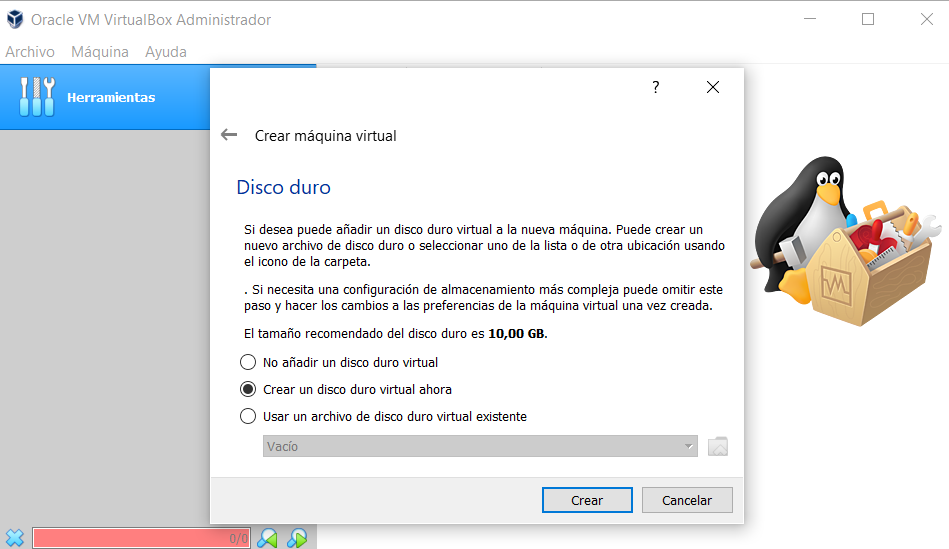 Oracle VM VirtualBox Administrador
Archivo Máquina Ayuda
Herramientas
?
Crear máquina virtual
Disco duro
Si desea puede añadir un disco duro virtual a la nueva máquina. Puede crear un
nuevo archivo de disco duro o seleccionar uno de la lista o de otra ubicación usando
el icono de la carpeta.
. Si necesita una configuración de almacenamiento más compleja puede omitir este
paso y hacer los cambios a las preferencias de la máquina virtual una vez creada.
El tamaño recomendado del disco duro es 10,00 GB.
No añadir un disco duro virtual
Crear un disco duro virtual ahora
Usar un archivo de disco duro virtual existente
Vacío
Crear Cancelar
0/0